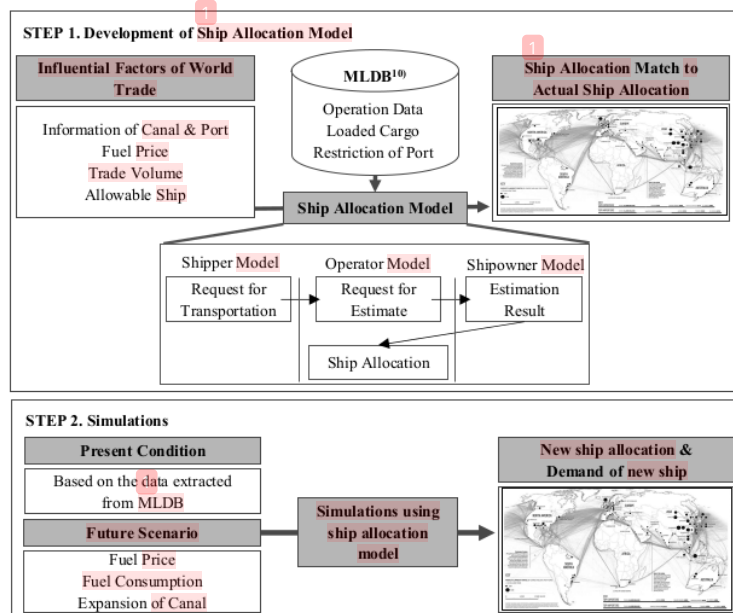 1
STEP 1. Development of Ship Allocation Model
Influential Factors of World
Trade
Information of Canal & Port
Fuel Price
Trade Volume
Allowable Ship
MLDB10)
Operation Data
Loaded Cargo
Restriction of Port
1
Ship Allocation Match to
Actual Ship Allocation
Ship Allocation Model
Shipper Model
Request for
Transportation
Operator Model
Request for
Estimate
Shipowner Model
Estimation
Result
Ship Allocation
STEP 2. Simulations
Present Condition
Based on the data extracted
from MLDB
Future Scenario
Fuel Price
Fuel Consumption
Expansion of Canal
Simulations using
ship allocation
model
New ship allocation &
Demand of new ship